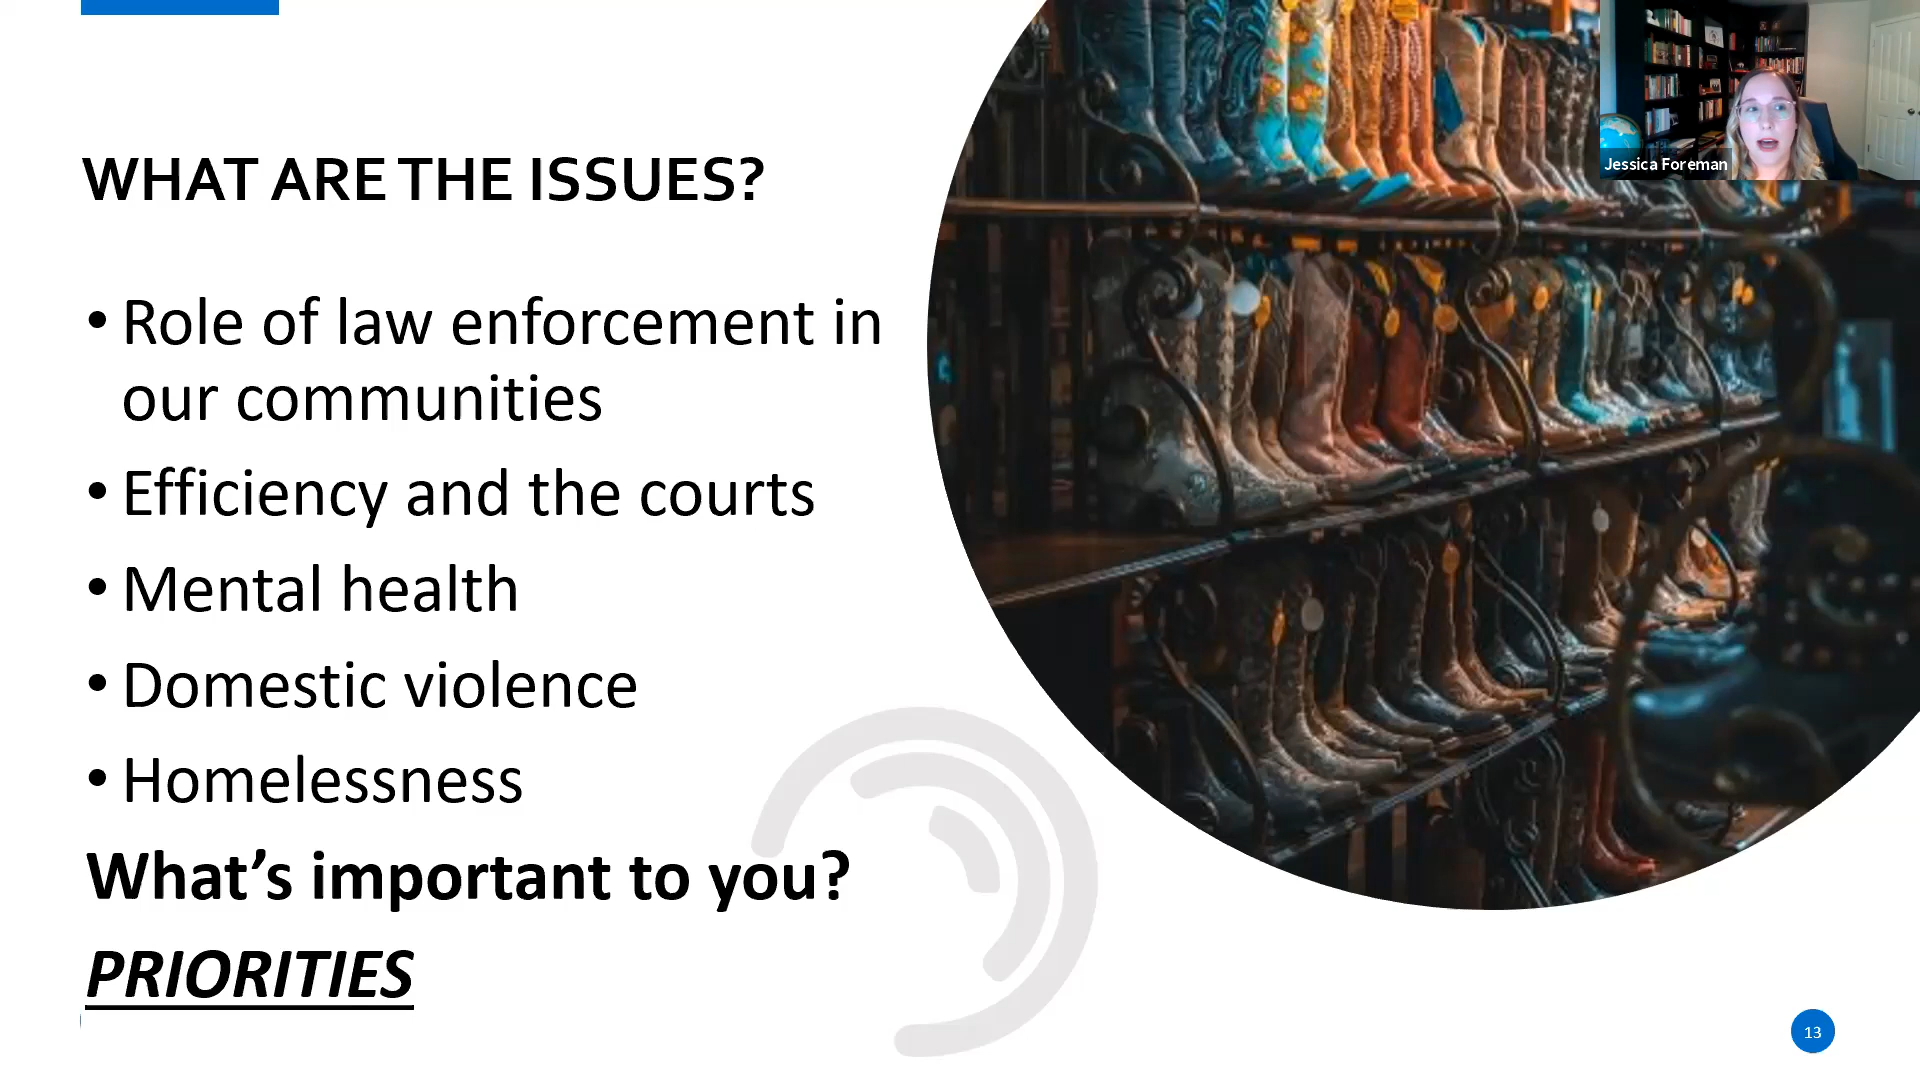 WHAT ARE THE ISSUES?
• Role of law enforcement in
our communities
• Efficiency and the courts
• Mental health
• Domestic violence
• Homelessness
What’s important to you?
PRIORITIES
Jessica Foreman
13